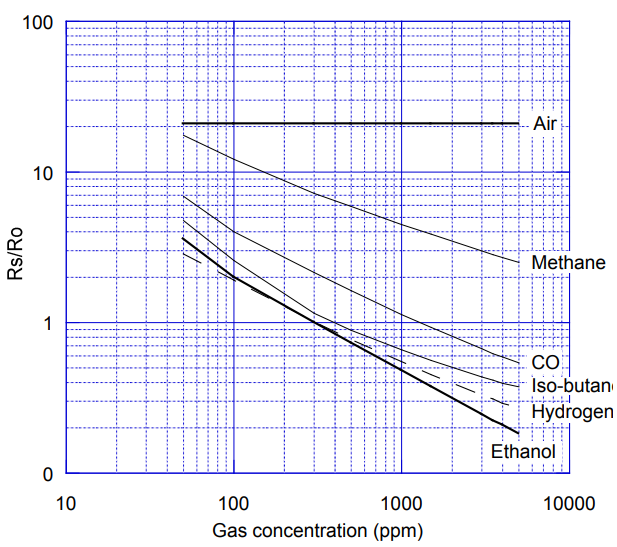 100
Air
10
Rs/Ro
Methane
1
CO
Iso-butan
Hydrogen
Ethanol
0
10 100 1000 10000
Gas concentration (ppm)